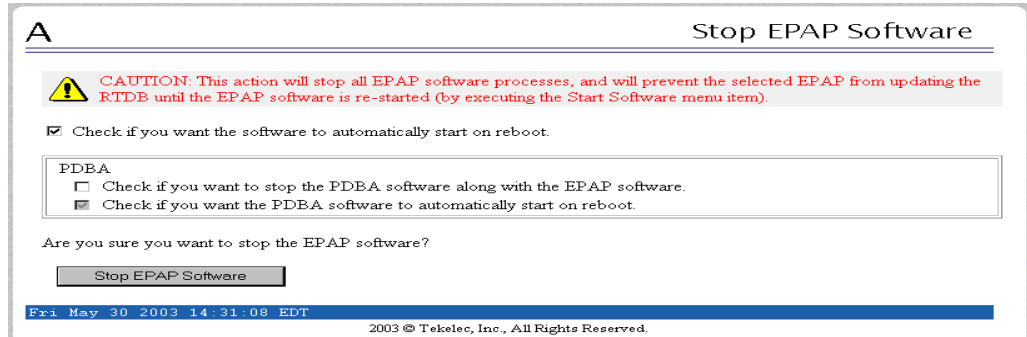 A
Stop EPAP Software
CAUTION: This action will stop all EPAP software processes, and will prevent the selected EPAP from updating the
RTDB until the EPAP software is re-started (by executing the Start Software menu item).
Check if you want the software to automatically start on reboot.
PDBA
Check if you want to stop the PDBA software along with the EPAP software.
Check if you want the PDBA software to automatically start on reboot.
Are you sure you want to stop the EPAP software?
Stop EPAP Software
Fri May 30 2003 14:31:08 EDT
2003 © Tekelec, Inc., All Rights Reserved.